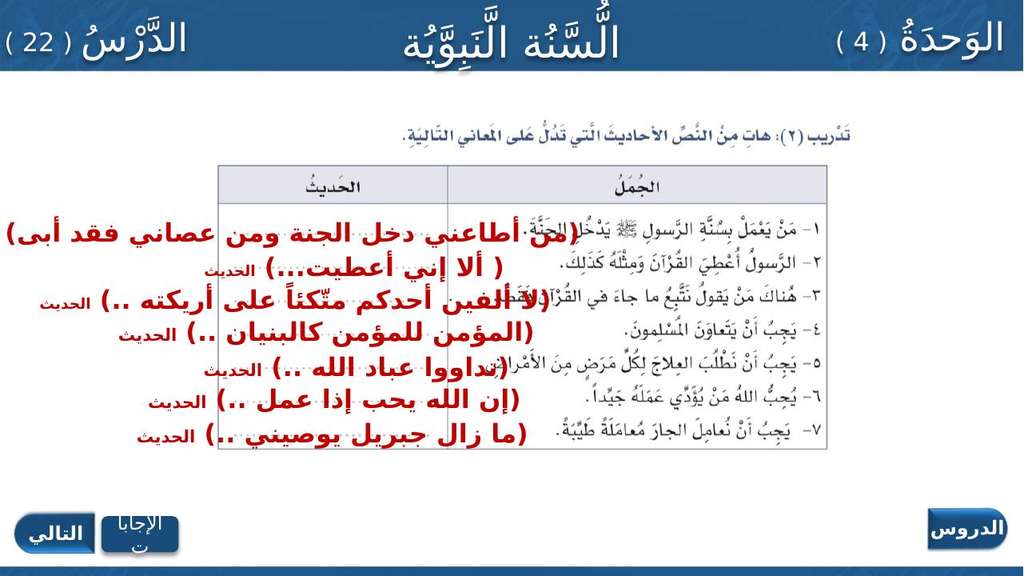 الوَحدَةُ ( 4 )
السُّنَّة النَّبَوِيَّة
الدَّرْسُ ( 22 )
تَدْريب (٢): هاتِ مِنْ النَّصِّ الأحاديثَ الَّتي تَدُلُّ عَلى المَعاني التّالِيَةِ.
الجُمَلُ الحَديثُ
١- مَنْ يَعْمَلْ بِسُنَّةِ الرَّسولِ ﷺ يَدْخُلِ الجَنَّةَ. (من أطاعني دخل الجنة ومن عصاني فقد أبى)
٢- الرَّسولُ أُعْطِيَ القُرْآنَ وَمِثْلَهُ كَذَلِكَ. ( ألا إني أعطيت...) الحديث
٣- هُناكَ مَنْ يَقولُ نَتَّبِعُ ما جاءَ في القُرْآنِ فَقَطْ. (لا ألفين أحدكم متّكئاً على أريكته ..) الحديث
٤- يَجِبُ أَنْ يَتَعاوَنَ المُسْلِمونَ. (المؤمن للمؤمن كالبنيان ..) الحديث
٥- يَجِبُ أَنْ نَطْلُبَ العِلاجَ لِكُلِّ مَرَضٍ مِنَ الأَمْراضِ. (تداووا عباد الله ..) الحديث
٦- يُحِبُّ اللهُ مَنْ يُؤَدِّي عَمَلَهُ جَيِّداً. (إن الله يحب إذا عمل ..) الحديث
٧- يَجِبُ أَنْ نُعامِلَ الجارَ مُعامَلَةً طَيِّبَةً. (ما زال جبريل يوصيني ..) الحديث
الدروس
الإجابات
التالي